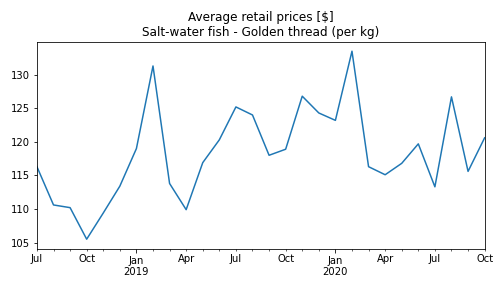 Average retail prices [$]
Salt-water fish - Golden thread (per kg)
130
125
120
115
110
105
Jul
Oct
Jan
2019
Apr
Jul
Oct
Jan
2020
Apr
Jul
Oct